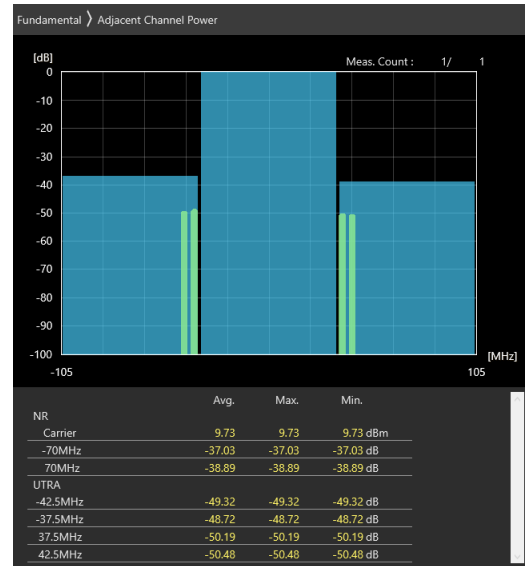 Fundamental 〉 Adjacent Channel Power
[dB]
Meas. Count : 1/ 1
0
-10
-20
-30
-40
-50
-60
-70
-80
-90
-100
[MHz]
-105 105
Avg. Max. Min.
NR
Carrier 9.73 9.73 9.73 dBm
-70MHz -37.03 -37.03 -37.03 dB
70MHz -38.89 -38.89 -38.89 dB
UTRA
-42.5MHz -49.32 -49.32 -49.32 dB
-37.5MHz -48.72 -48.72 -48.72 dB
37.5MHz -50.19 -50.19 -50.19 dB
42.5MHz -50.48 -50.48 -50.48 dB